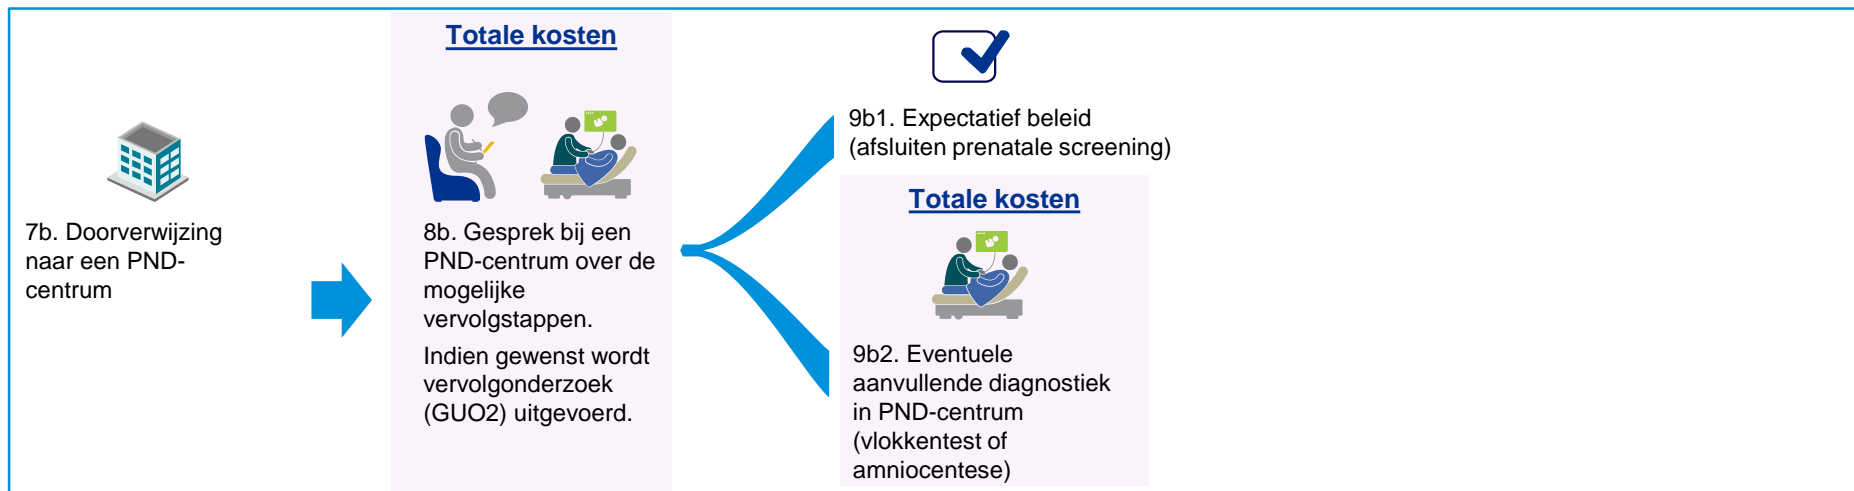 7b. Doorverwijzing
naar een PND-
centrum
Totale kosten
8b. Gesprek bij een
PND-centrum over de
mogelijke
vervolgstappen.
Indien gewenst wordt
vervolgonderzoek
(GUO2) uitgevoerd.
9b1. Expectatief beleid
(afsluiten prenatale screening)
Totale kosten
9b2. Eventuele
aanvullende diagnostiek
in PND-centrum
(vlokkentest of
amniocentese)